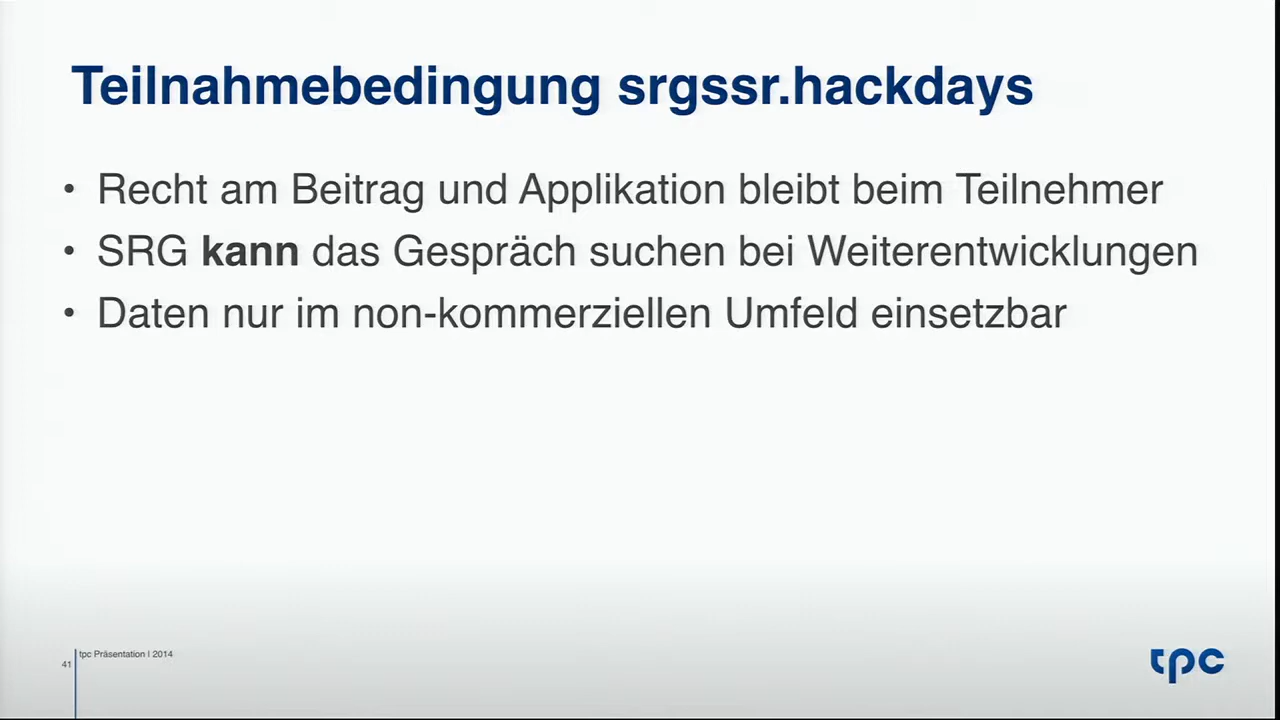 Teilnahmebedingung srgssr.hackdays
• Recht am Beitrag und Applikation bleibt beim Teilnehmer
• SRG kann das Gespräch suchen bei Weiterentwicklungen
• Daten nur im non-kommerziellen Umfeld einsetzbar
tpc Präsentation I 2014
41
tpc